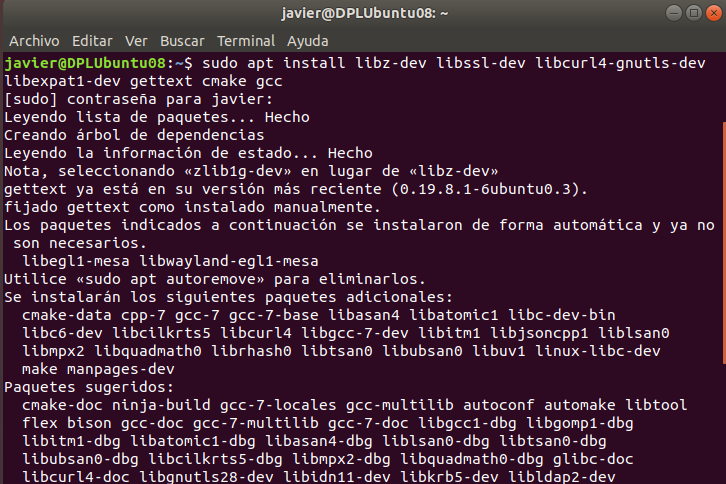 javier@DPLUbuntu08: ~
Archivo Editar Ver Buscar Terminal Ayuda
javier@DPLUbuntu08:~$ sudo apt install libz-dev libssl-dev libcurl4-gnutls-dev
libexpat1-dev gettext cmake gcc
[sudo] contraseña para javier:
Leyendo lista de paquetes... Hecho
Creando árbol de dependencias
Leyendo la información de estado... Hecho
Nota, seleccionando «zlib1g-dev» en lugar de «libz-dev»
gettext ya está en su versión más reciente (0.19.8.1-6ubuntu0.3).
fijado gettext como instalado manualmente.
Los paquetes indicados a continuación se instalaron de forma automática y ya no
son necesarios.
libegl1-mesa libwayland-egl1-mesa
Utilice «sudo apt autoremove» para eliminarlos.
Se instalarán los siguientes paquetes adicionales:
cmake-data cpp-7 gcc-7 gcc-7-base libasan4 libatomic1 libc-dev-bin
libc6-dev libcilkrts5 libcurl4 libgcc-7-dev libitm1 libjsoncpp1 liblsan0
libmpx2 libquadmath0 librhash0 libtsan0 libubsan0 libuv1 linux-libc-dev
make manpages-dev
Paquetes sugeridos:
cmake-doc ninja-build gcc-7-locales gcc-multilib autoconf automake libtool
flex bison gcc-doc gcc-7-multilib gcc-7-doc libgcc1-dbg libgomp1-dbg
libitm1-dbg libatomic1-dbg libasan4-dbg liblsan0-dbg libtsan0-dbg
libubsan0-dbg libcilkrts5-dbg libmpx2-dbg libquadmath0-dbg glibc-doc
libcurl4-doc libgnutls28-dev libidn11-dev libkrb5-dev libldap2-dev